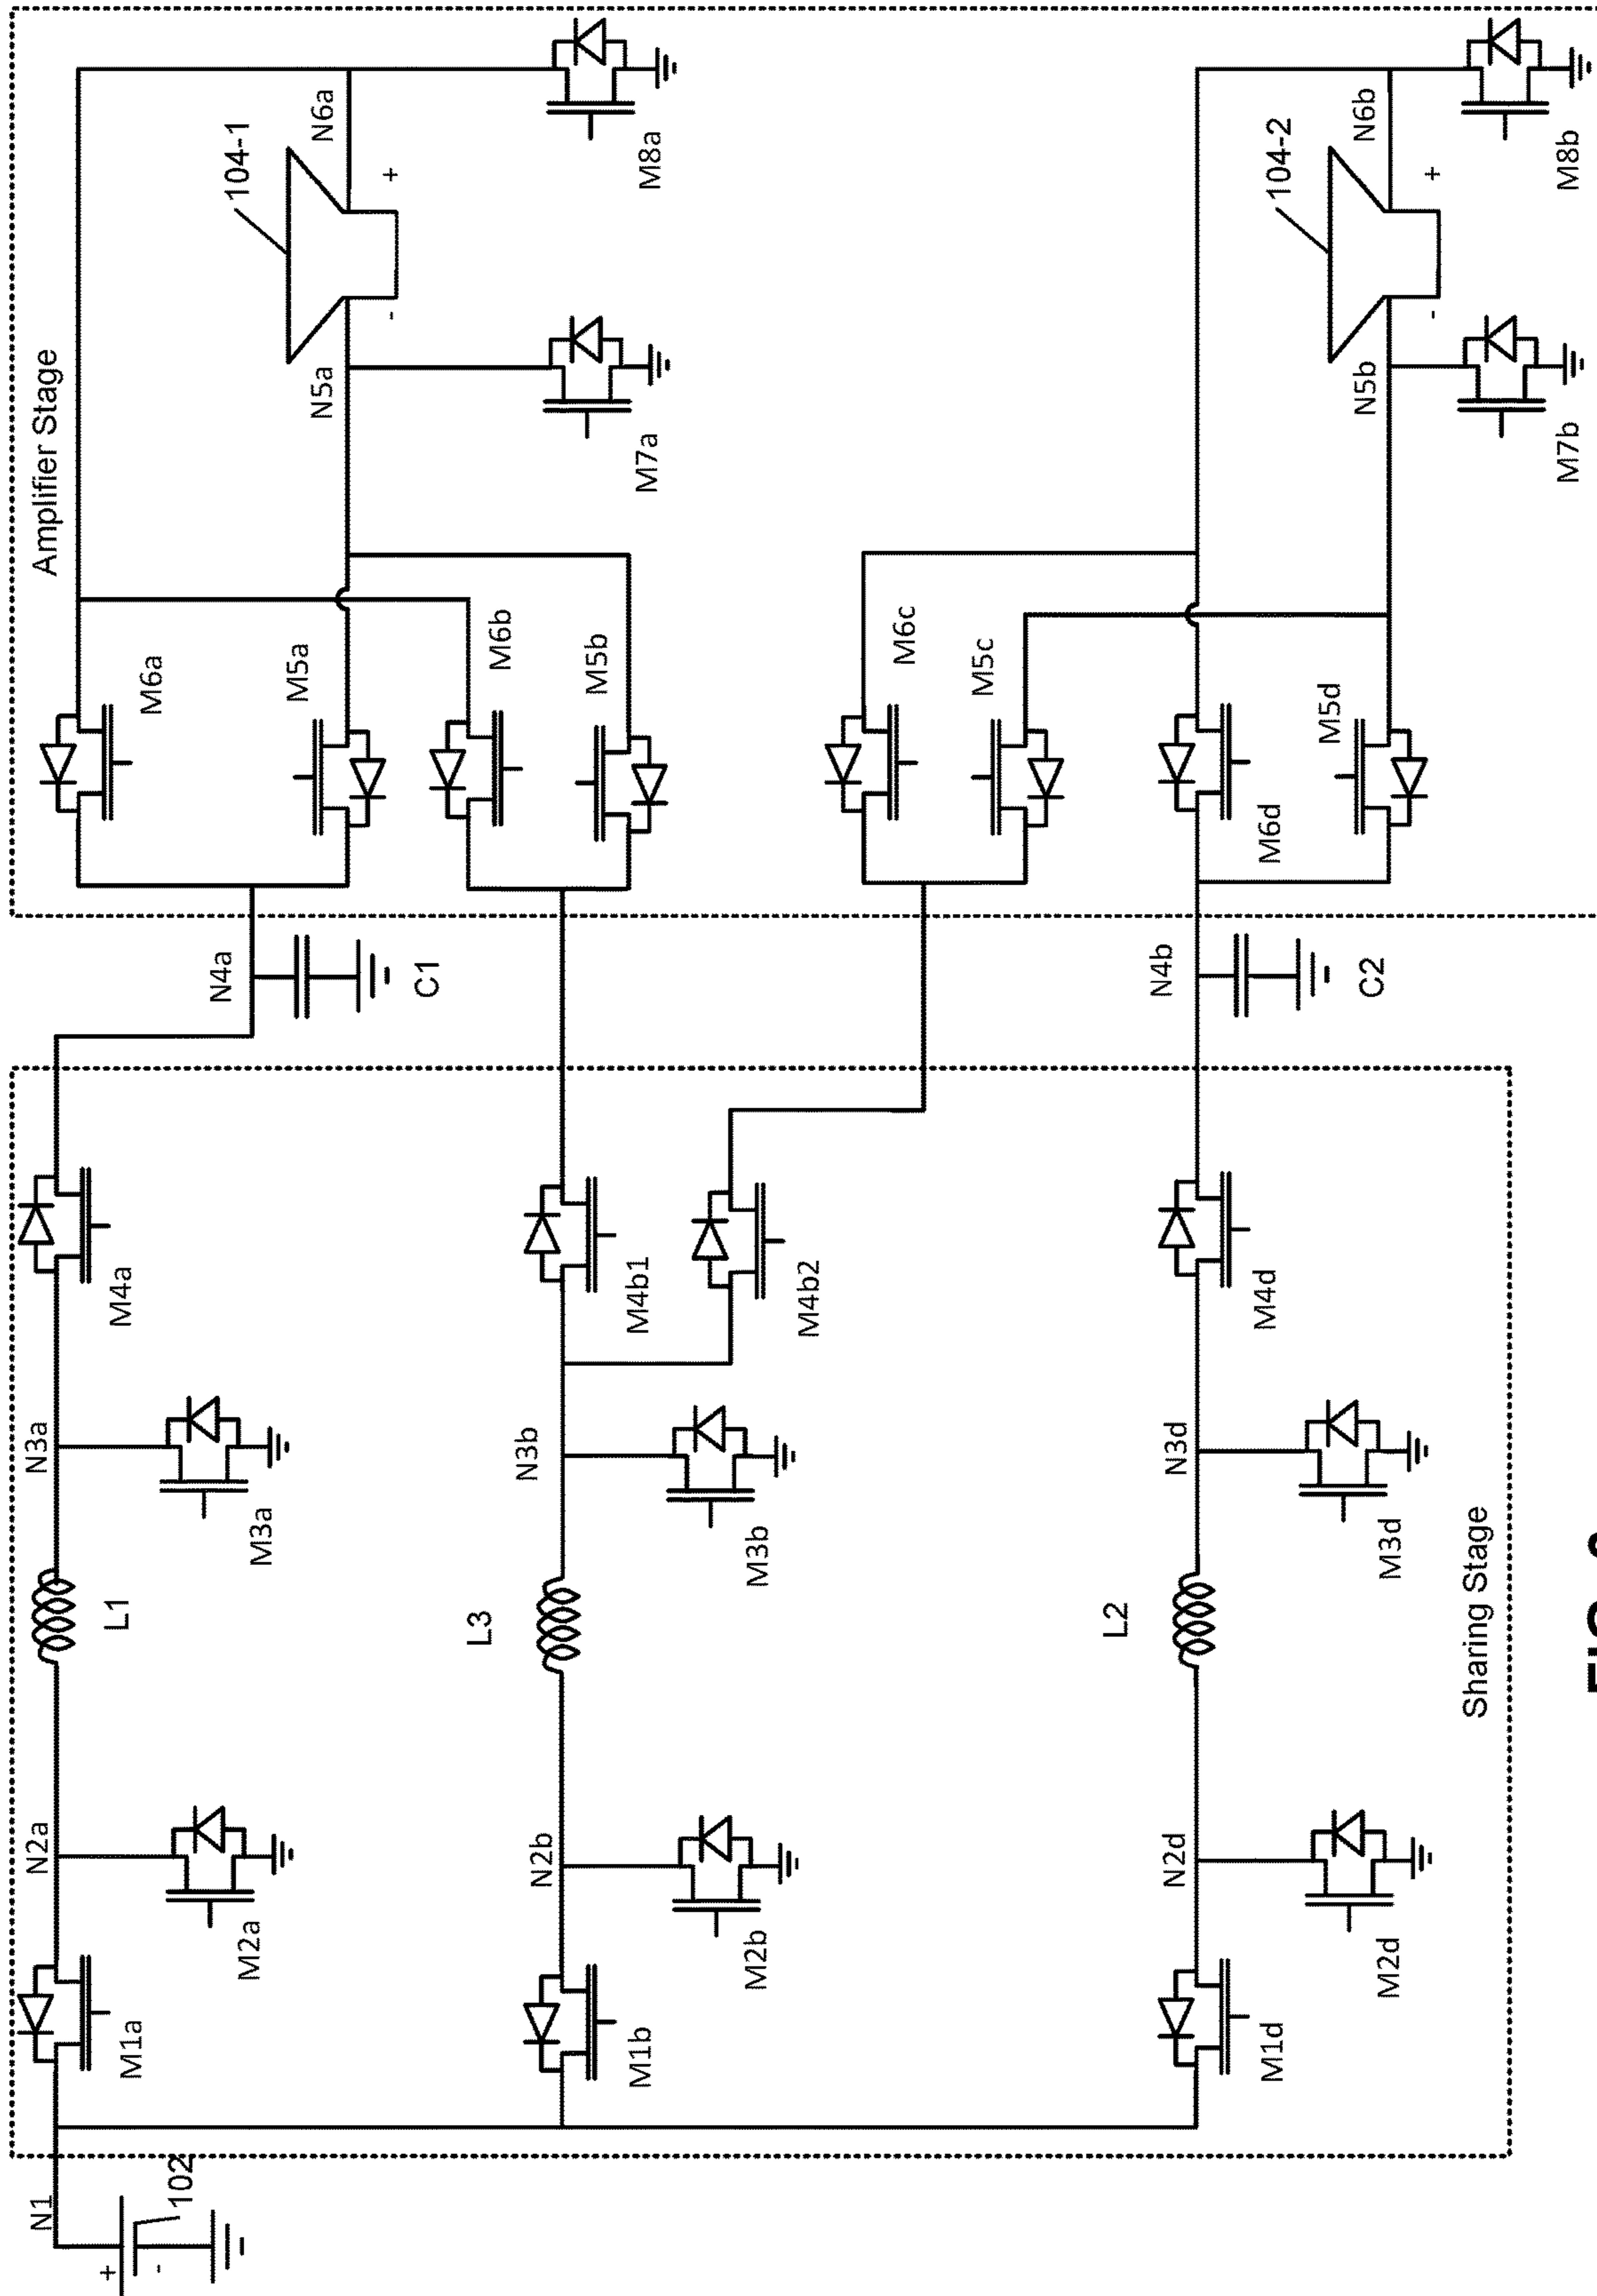 Amplifier Stage
N6a
104-1
+
-
N5a
M8a
M7a
M6a
M5a
M6b
M5b
M6c
M5c
M6d
M5d
N6b
104-2
+
-
N5b
M8b
M7b
N4a
C1
N4b
C2
M4a
N3a
M3a
L1
N2a
M2a
M1a
M4b1
M4b2
N3b
M3b
L3
N2b
M2b
M1b
M4d
N3d
M3d
L2
N2d
M2d
M1d
Sharing Stage
N1
102
+
-